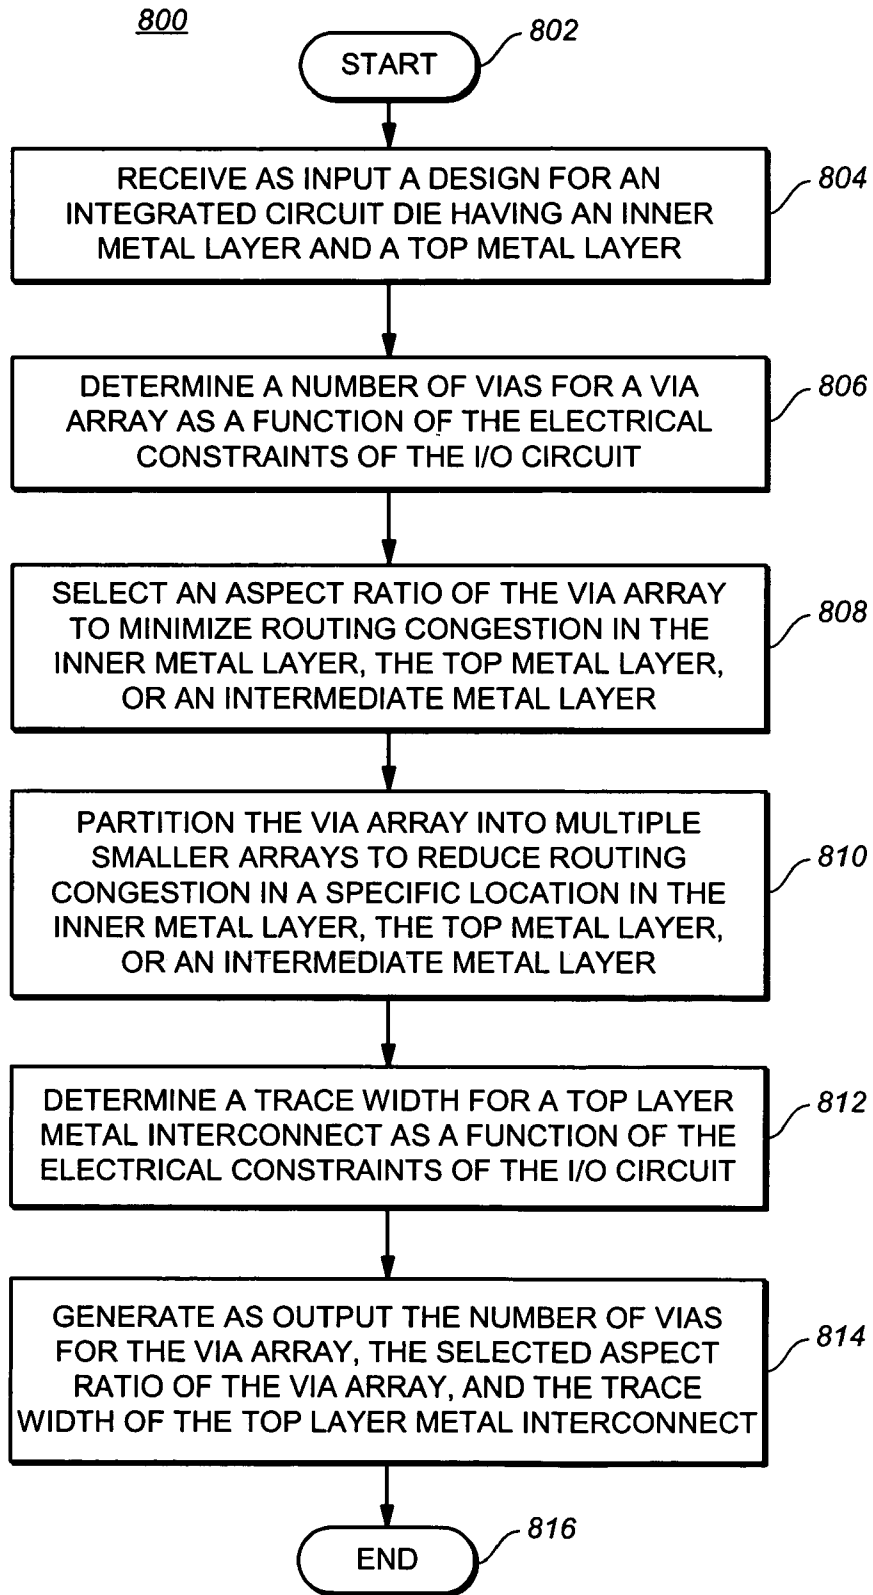 800
START
802
RECEIVE AS INPUT A DESIGN FOR AN
INTEGRATED CIRCUIT DIE HAVING AN INNER
METAL LAYER AND A TOP METAL LAYER
804
DETERMINE A NUMBER OF VIAS FOR A VIA
ARRAY AS A FUNCTION OF THE ELECTRICAL
CONSTRAINTS OF THE I/O CIRCUIT
806
SELECT AN ASPECT RATIO OF THE VIA ARRAY
TO MINIMIZE ROUTING CONGESTION IN THE
INNER METAL LAYER, THE TOP METAL LAYER,
OR AN INTERMEDIATE METAL LAYER
808
PARTITION THE VIA ARRAY INTO MULTIPLE
SMALLER ARRAYS TO REDUCE ROUTING
CONGESTION IN A SPECIFIC LOCATION IN THE
INNER METAL LAYER, THE TOP METAL LAYER,
OR AN INTERMEDIATE METAL LAYER
810
DETERMINE A TRACE WIDTH FOR A TOP LAYER
METAL INTERCONNECT AS A FUNCTION OF THE
ELECTRICAL CONSTRAINTS OF THE I/O CIRCUIT
812
GENERATE AS OUTPUT THE NUMBER OF VIAS
FOR THE VIA ARRAY, THE SELECTED ASPECT
RATIO OF THE VIA ARRAY, AND THE TRACE
WIDTH OF THE TOP LAYER METAL INTERCONNECT
814
END
816